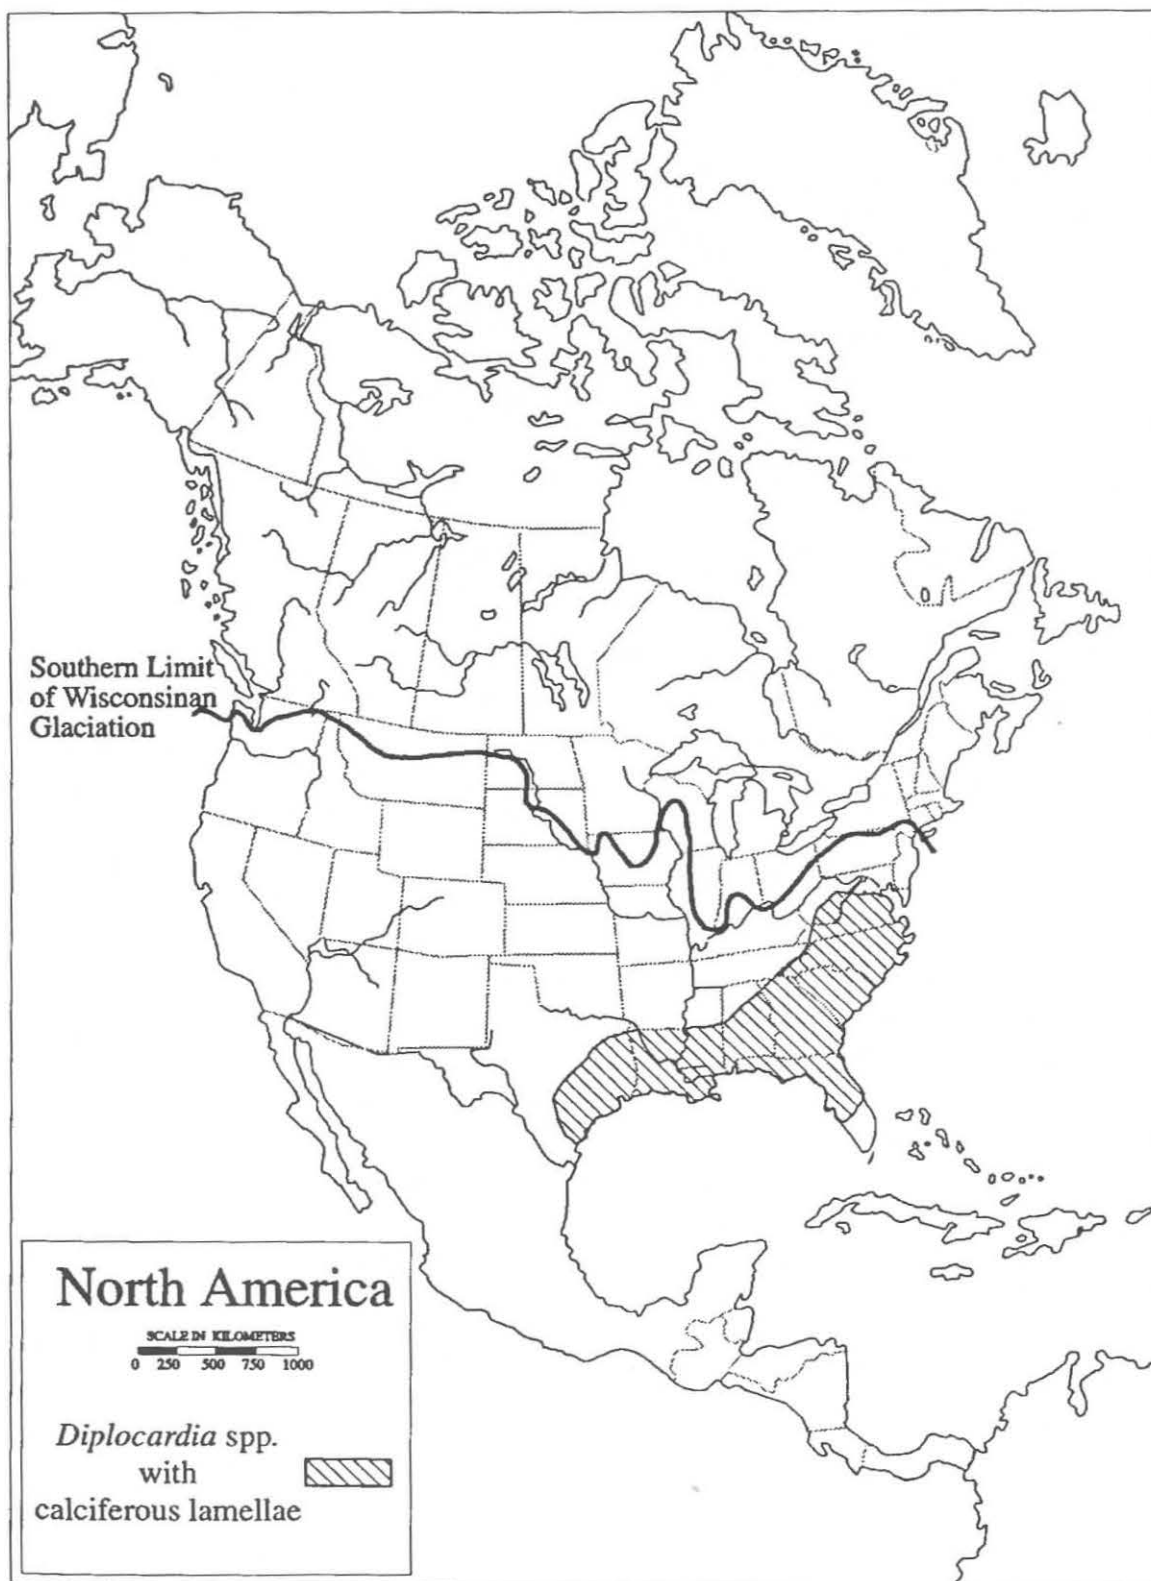 Southern Limit
of Wisconsinan
Glaciation
North America
SCALE IN KILOMETERS
0 250 500 750 1000
Diplocardia spp.
with
calciferous lamellae